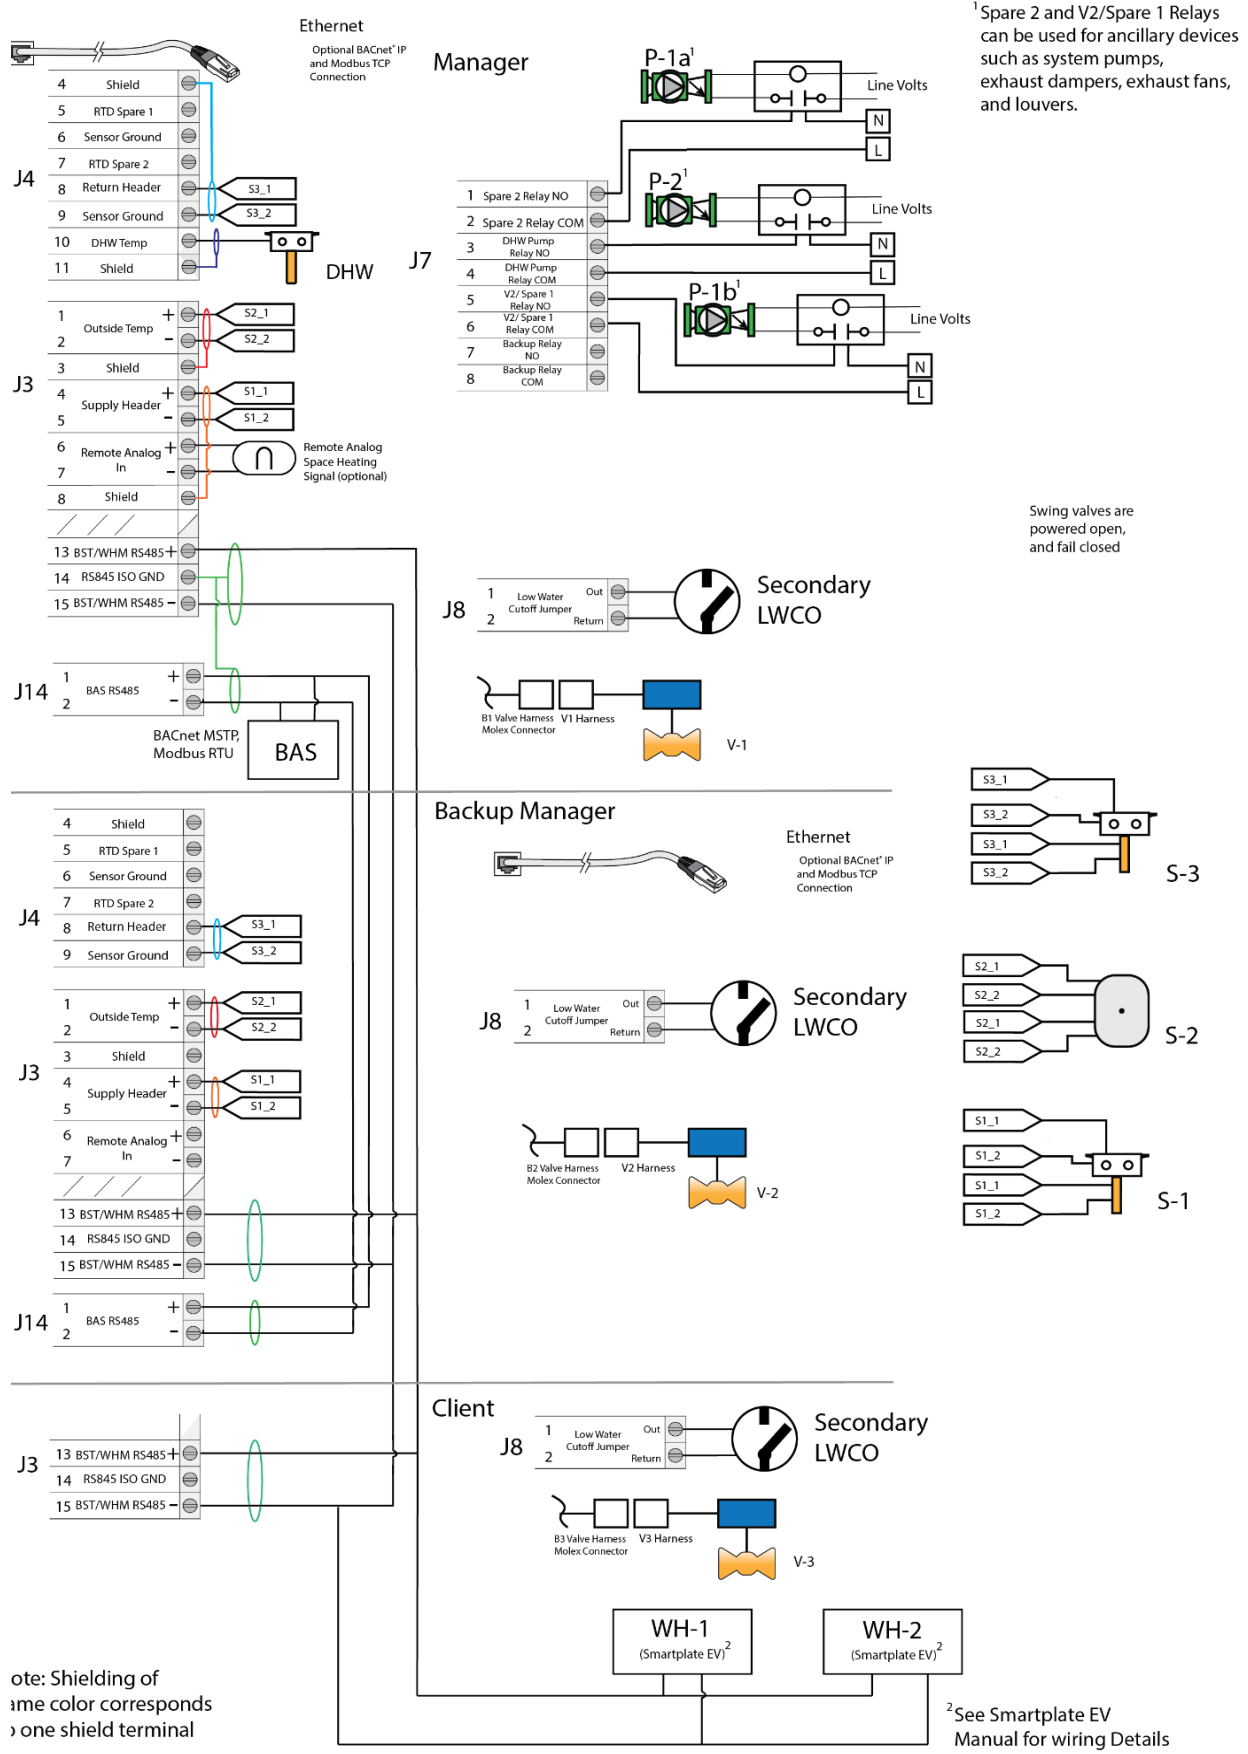 Ethernet
Optional BACnet® IP
and Modbus TCP
Connection
Manager
P-1a¹
Line Volts
N
L
¹Spare 2 and V2/Spare 1 Relays
can be used for ancillary devices
such as system pumps,
exhaust dampers, exhaust fans,
and louvers.
J4
4 Shield
5 RTD Spare 1
6 Sensor Ground
7 RTD Spare 2
8 Return Header S3_1
9 Sensor Ground S3_2
10 DHW Temp
11 Shield
DHW
J7
1 Spare 2 Relay NO
2 Spare 2 Relay COM
3 DHW Pump
Relay NO
4 DHW Pump
Relay COM
5 V2/ Spare 1
Relay NO
6 V2/ Spare 1
Relay COM
7 Backup Relay
NO
8 Backup Relay
COM
P-2¹
Line Volts
N
L
P-1b¹
Line Volts
N
L
J3
1 + S2_1
Outside Temp
2 - S2_2
3 Shield
4 + S1_1
Supply Header
5 - S1_2
6 +
Remote Analog
In
7 -
8 Shield
Remote Analog
Space Heating
Signal (optional)
13 BST/WHM RS485 +
14 RS845 ISO GND
15 BST/WHM RS485 -
Swing valves are
powered open,
and fail closed
J8
1 Out
Low Water
Cutoff Jumper
2 Return
Secondary
LWCO
J14
1 +
BAS RS485
2 -
BACnet MSTP,
Modbus RTU
BAS
B1 Valve Harness
Molex Connector
V1 Harness
V-1
Backup Manager
Ethernet
Optional BACnet® IP
and Modbus TCP
Connection
J4
4 Shield
5 RTD Spare 1
6 Sensor Ground
7 RTD Spare 2
8 Return Header S3_1
9 Sensor Ground S3_2
S3_1
S3_2
S3_1
S3_2
S-3
J3
1 + S2_1
Outside Temp
2 - S2_2
3 Shield
4 + S1_1
Supply Header
5 - S1_2
6 +
Remote Analog
In
7 -
13 BST/WHM RS485 +
14 RS845 ISO GND
15 BST/WHM RS485 -
J8
1 Out
Low Water
Cutoff Jumper
2 Return
Secondary
LWCO
S2_1
S2_2
S2_1
S2_2
S-2
B2 Valve Harness
Molex Connector
V2 Harness
V-2
S1_1
S1_2
S1_1
S1_2
S-1
J14
1 +
BAS RS485
2 -
Client
J3
13 BST/WHM RS485 +
14 RS845 ISO GND
15 BST/WHM RS485 -
J8
1 Out
Low Water
Cutoff Jumper
2 Return
Secondary
LWCO
B3 Valve Harness
Molex Connector
V3 Harness
V-3
WH-1
(Smartplate EV)²
WH-2
(Smartplate EV)²
ote: Shielding of
ame color corresponds
o one shield terminal
²See Smartplate EV
Manual for wiring Details